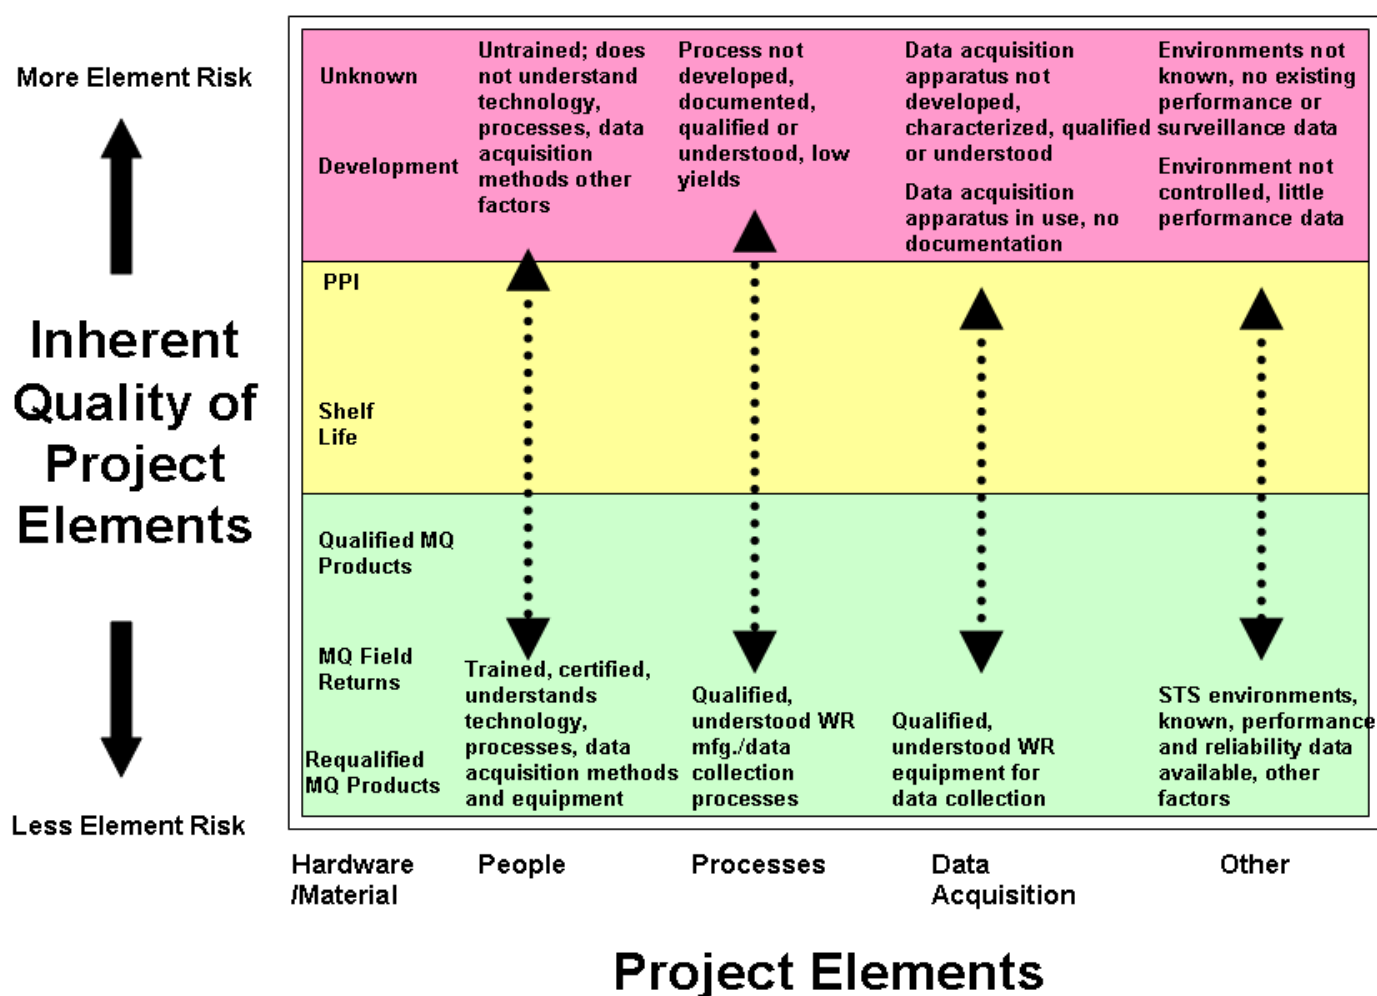 More Element Risk
Inherent
Quality of
Project
Elements
Less Element Risk
Unknown
Development
PPI
Shelf
Life
Qualified MQ
Products
MQ Field
Returns
Requalified
MQ Products
Untrained; does
not understand
technology,
processes, data
acquisition
methods other
factors
Trained, certified,
understands
technology,
processes, data
acquisition methods
and equipment
Process not
developed,
documented,
qualified or
understood, low
yields
Qualified,
understood WR
mfg./data
collection
processes
Data acquisition
apparatus not
developed,
characterized, qualified
or understood
Data acquisition
apparatus in use, no
documentation
Qualified,
understood WR
equipment for
data collection
Environments not
known, no existing
performance or
surveillance data
Environment not
controlled, little
performance data
STS environments,
known, performance
and reliability data
available, other
factors
Hardware
/Material
People
Processes
Data
Acquisition
Other
Project Elements